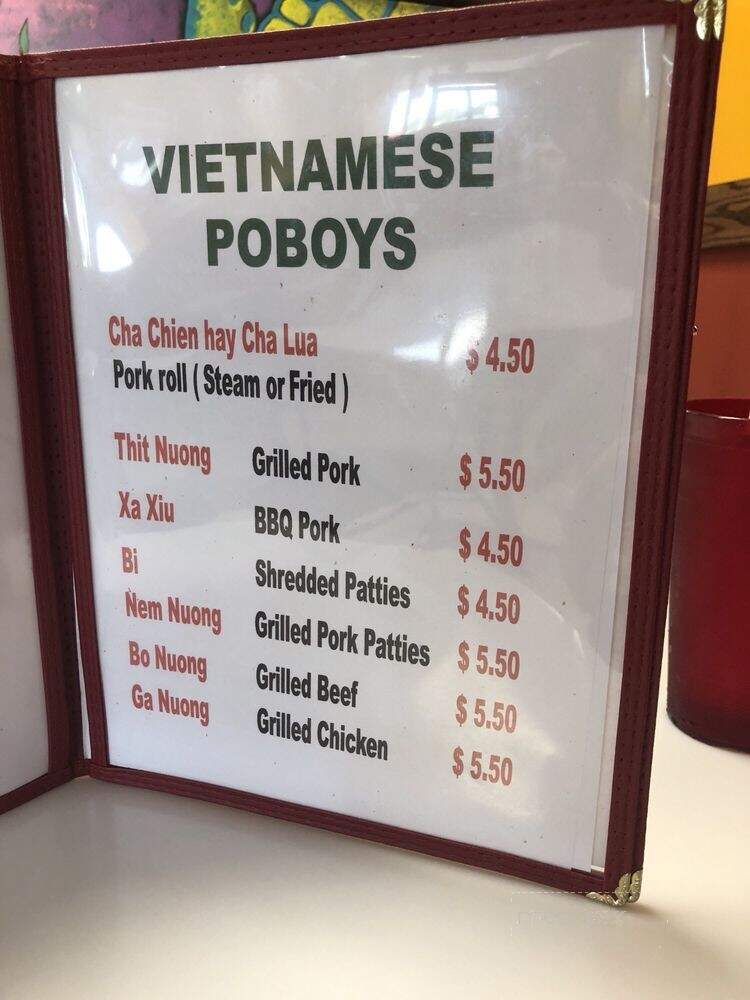 VIETNAMESE
POBOYS
Cha Chien hay Cha Lua $ 4.50
Pork roll ( Steam or Fried )
Thit Nuong Grilled Pork $ 5.50
Xa Xiu BBQ Pork $ 4.50
Bi Shredded Patties $ 4.50
Nem Nuong Grilled Pork Patties $ 5.50
Bo Nuong Grilled Beef $ 5.50
Ga Nuong Grilled Chicken $ 5.50